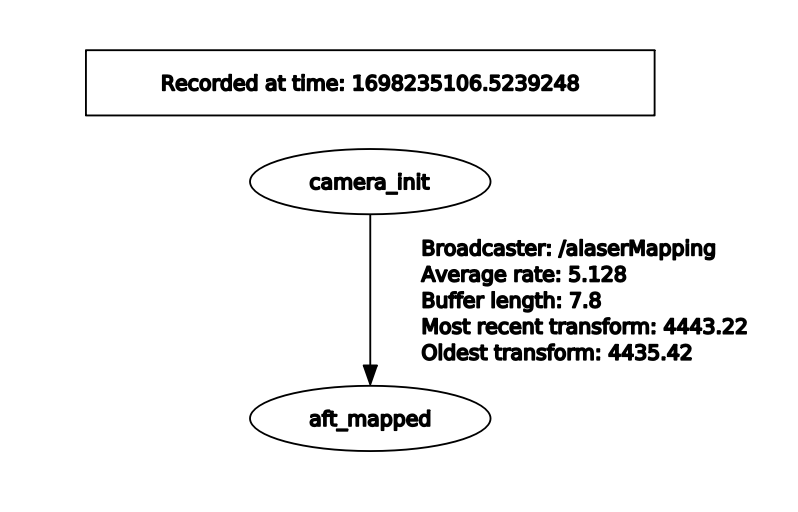 Recorded at time: 1698235106.5239248
camera_init
Broadcaster: /alaserMapping
Average rate: 5.128
Buffer length: 7.8
Most recent transform: 4443.22
Oldest transform: 4435.42
aft_mapped